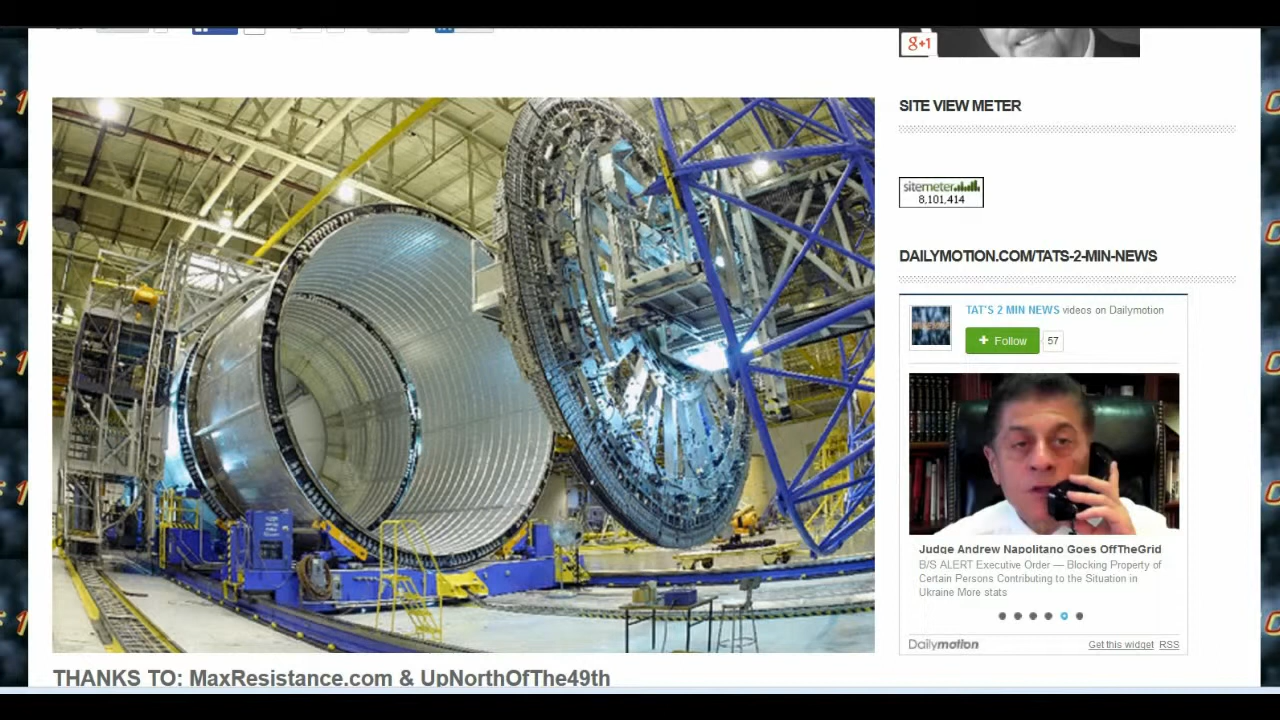 g+1
SITE VIEW METER
sitemeter
8,101,414
DAILYMOTION.COM/TATS-2-MIN-NEWS
TAT'S 2 MIN NEWS videos on Dailymotion
+ Follow 57
Judge Andrew Napolitano Goes OffTheGrid
B/S ALERT Executive Order — Blocking Property of
Certain Persons Contributing to the Situation in
Ukraine More stats
Dailymotion Get this widget RSS
THANKS TO: MaxResistance.com & UpNorthOfThe49th